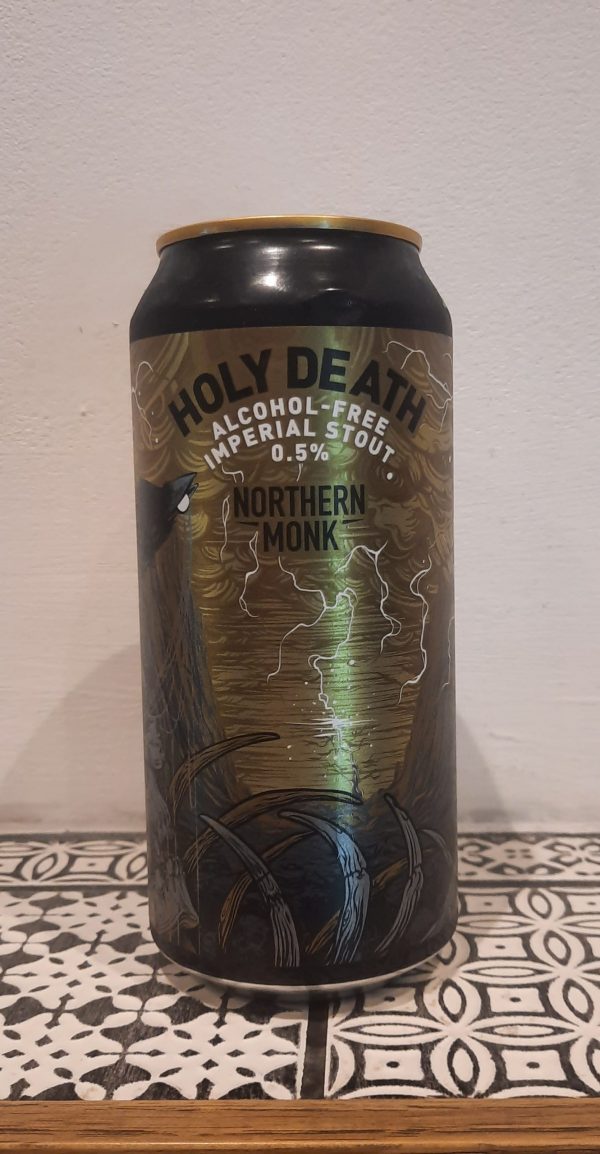 HOLY DEATH
ALCOHOL-FREE
IMPERIAL STOUT
0.5%
NORTHERN
MONK